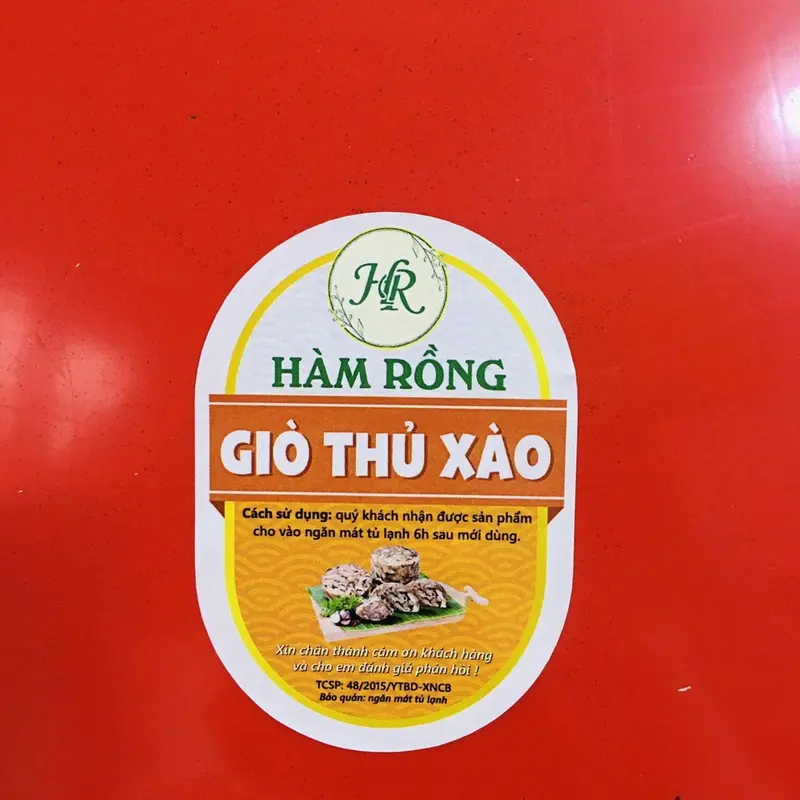 HR
HÀM RỒNG
GIÒ THỦ XÀO
Cách sử dụng: quý khách nhận được sản phẩm
cho vào ngăn mát tủ lạnh 6h sau mới dùng.
Xin chân thành cảm ơn khách hàng
và cho em đánh giá phản hồi !
TCSP: 48/2015/YTBD-XNCB
Bảo quản: ngăn mát tủ lạnh